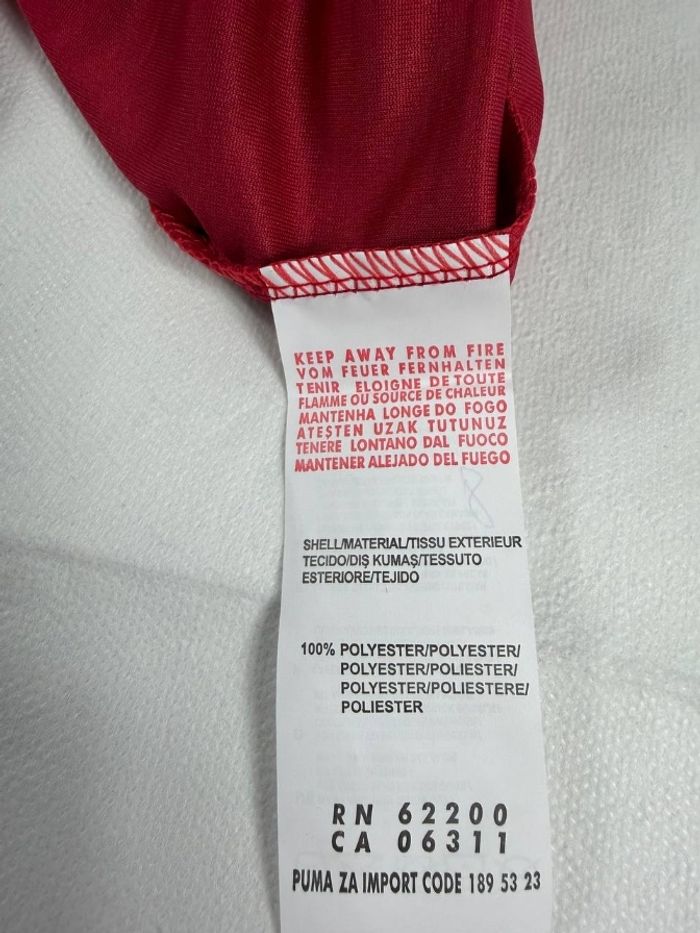 KEEP AWAY FROM FIRE
VOM FEUER FERNHALTEN
TENIR ELOIGNE DE TOUTE
FLAMME OU SOURCE DE CHALEUR
MANTENHA LONGE DO FOGO
ATEŞTEN UZAK TUTUNUZ
TENERE LONTANO DAL FUOCO
MANTENER ALEJADO DEL FUEGO
8
SHELL/MATERIAL/TISSU EXTERIEUR
TECIDO/DIŞ KUMAŞ/TESSUTO
ESTERIORE/TEJIDO
100% POLYESTER/POLYESTER/
POLYESTER/POLIESTER/
POLYESTER/POLIESTERE/
POLIESTER
RN 62200
CA 06311
PUMA ZA IMPORT CODE 189 53 23